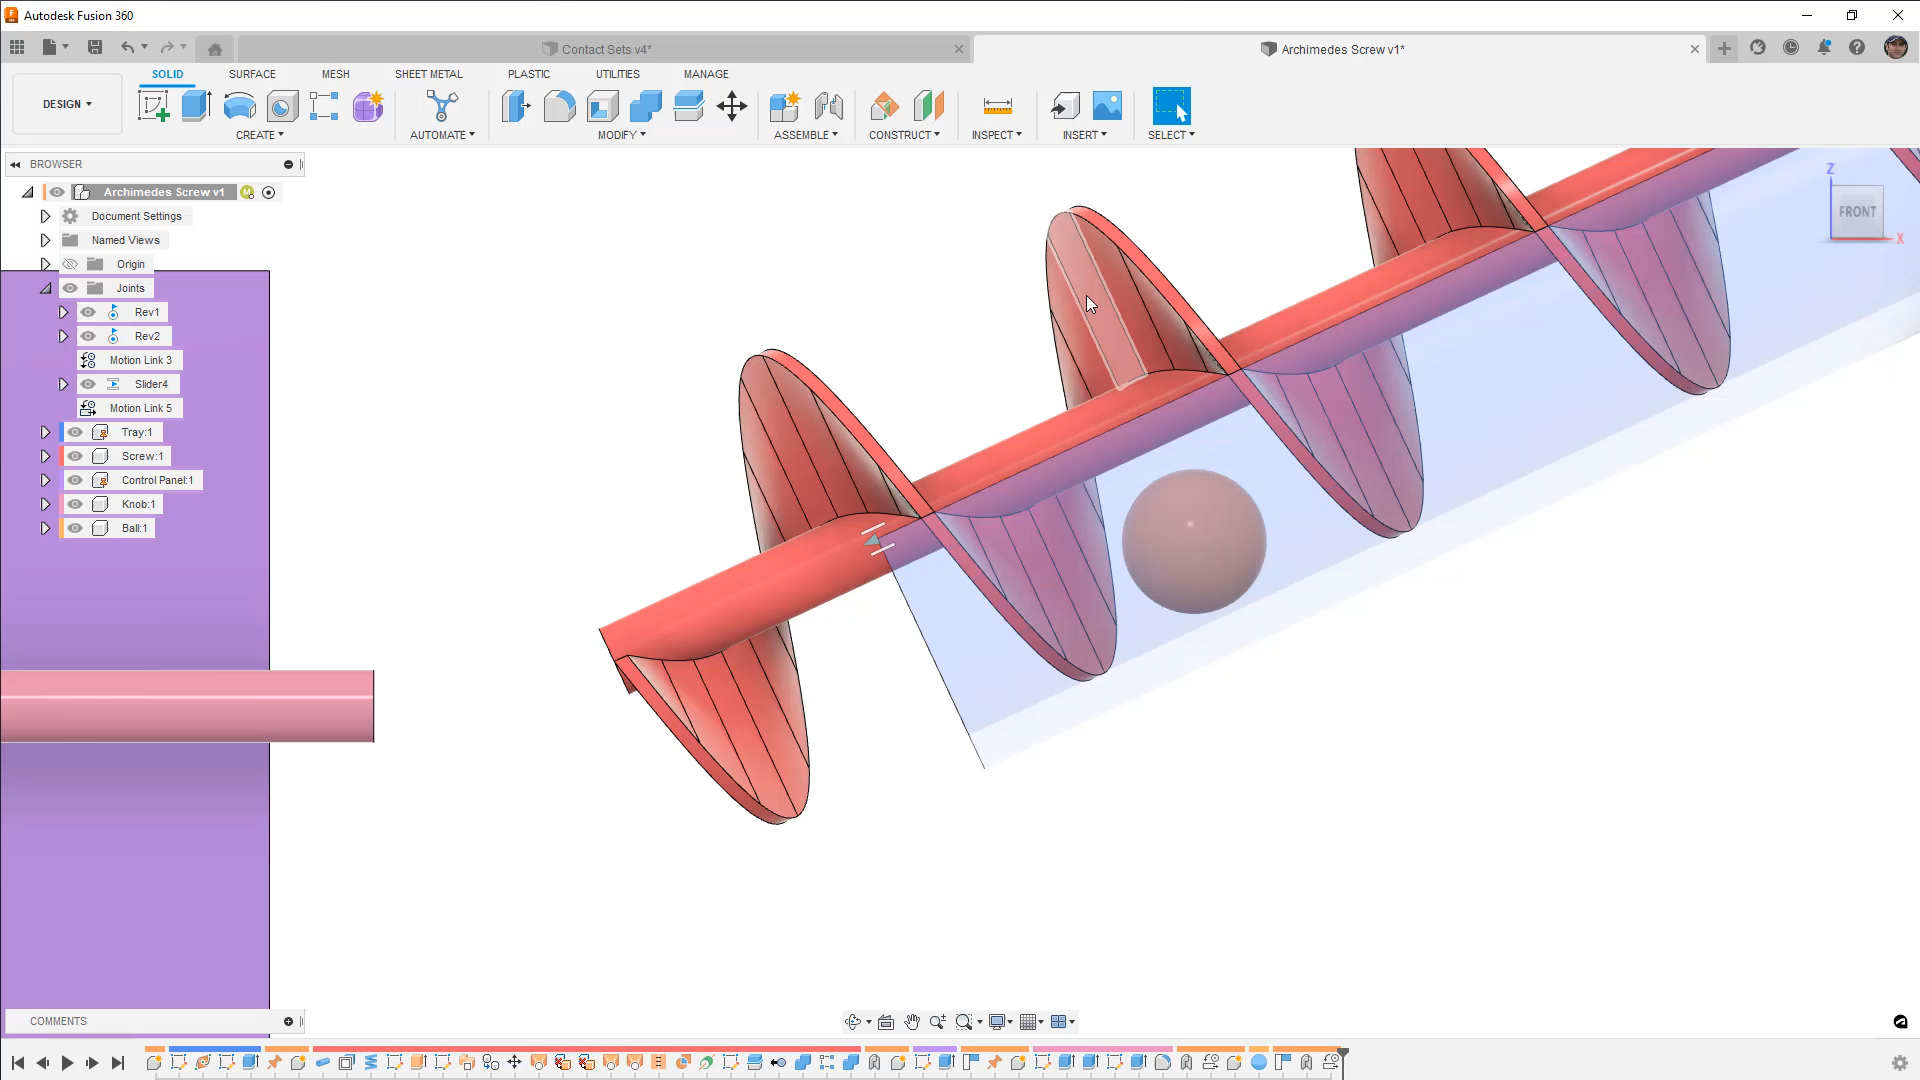 Autodesk Fusion 360
Contact Sets v4*
Archimedes Screw v1*
DESIGN
SOLID
SURFACE
MESH
SHEET METAL
PLASTIC
UTILITIES
MANAGE
CREATE
AUTOMATE
MODIFY
ASSEMBLE
CONSTRUCT
INSPECT
INSERT
SELECT
BROWSER
Archimedes Screw v1
M
Document Settings
Named Views
Origin
Joints
Rev1
Rev2
Motion Link 3
Slider4
Motion Link 5
Tray:1
Screw:1
Control Panel:1
Knob:1
Ball:1
Z
FRONT
X
COMMENTS